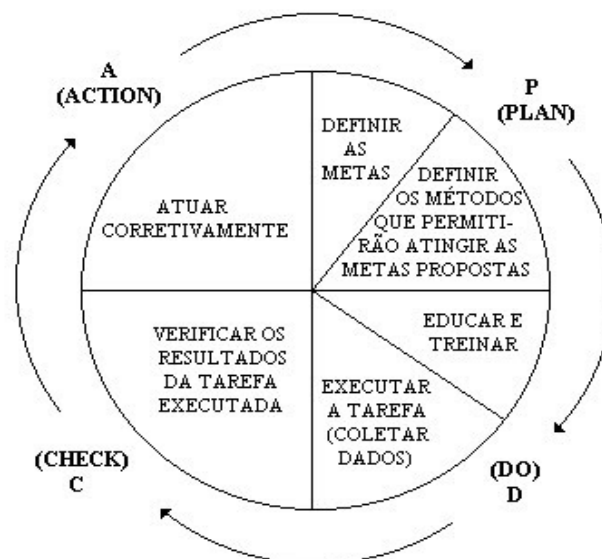 A
(ACTION)
P
(PLAN)
DEFINIR
AS
METAS
DEFINIR
OS MÉTODOS
QUE PERMITI-
RÃO ATINGIR AS
METAS PROPOSTAS
ATUAR
CORRETIVAMENTE
EDUCAR E
TREINAR
VERIFICAR OS
RESULTADOS
DA TAREFA
EXECUTADA
EXECUTAR
A TAREFA
(COLETAR
DADOS)
(CHECK)
C
(DO)
D